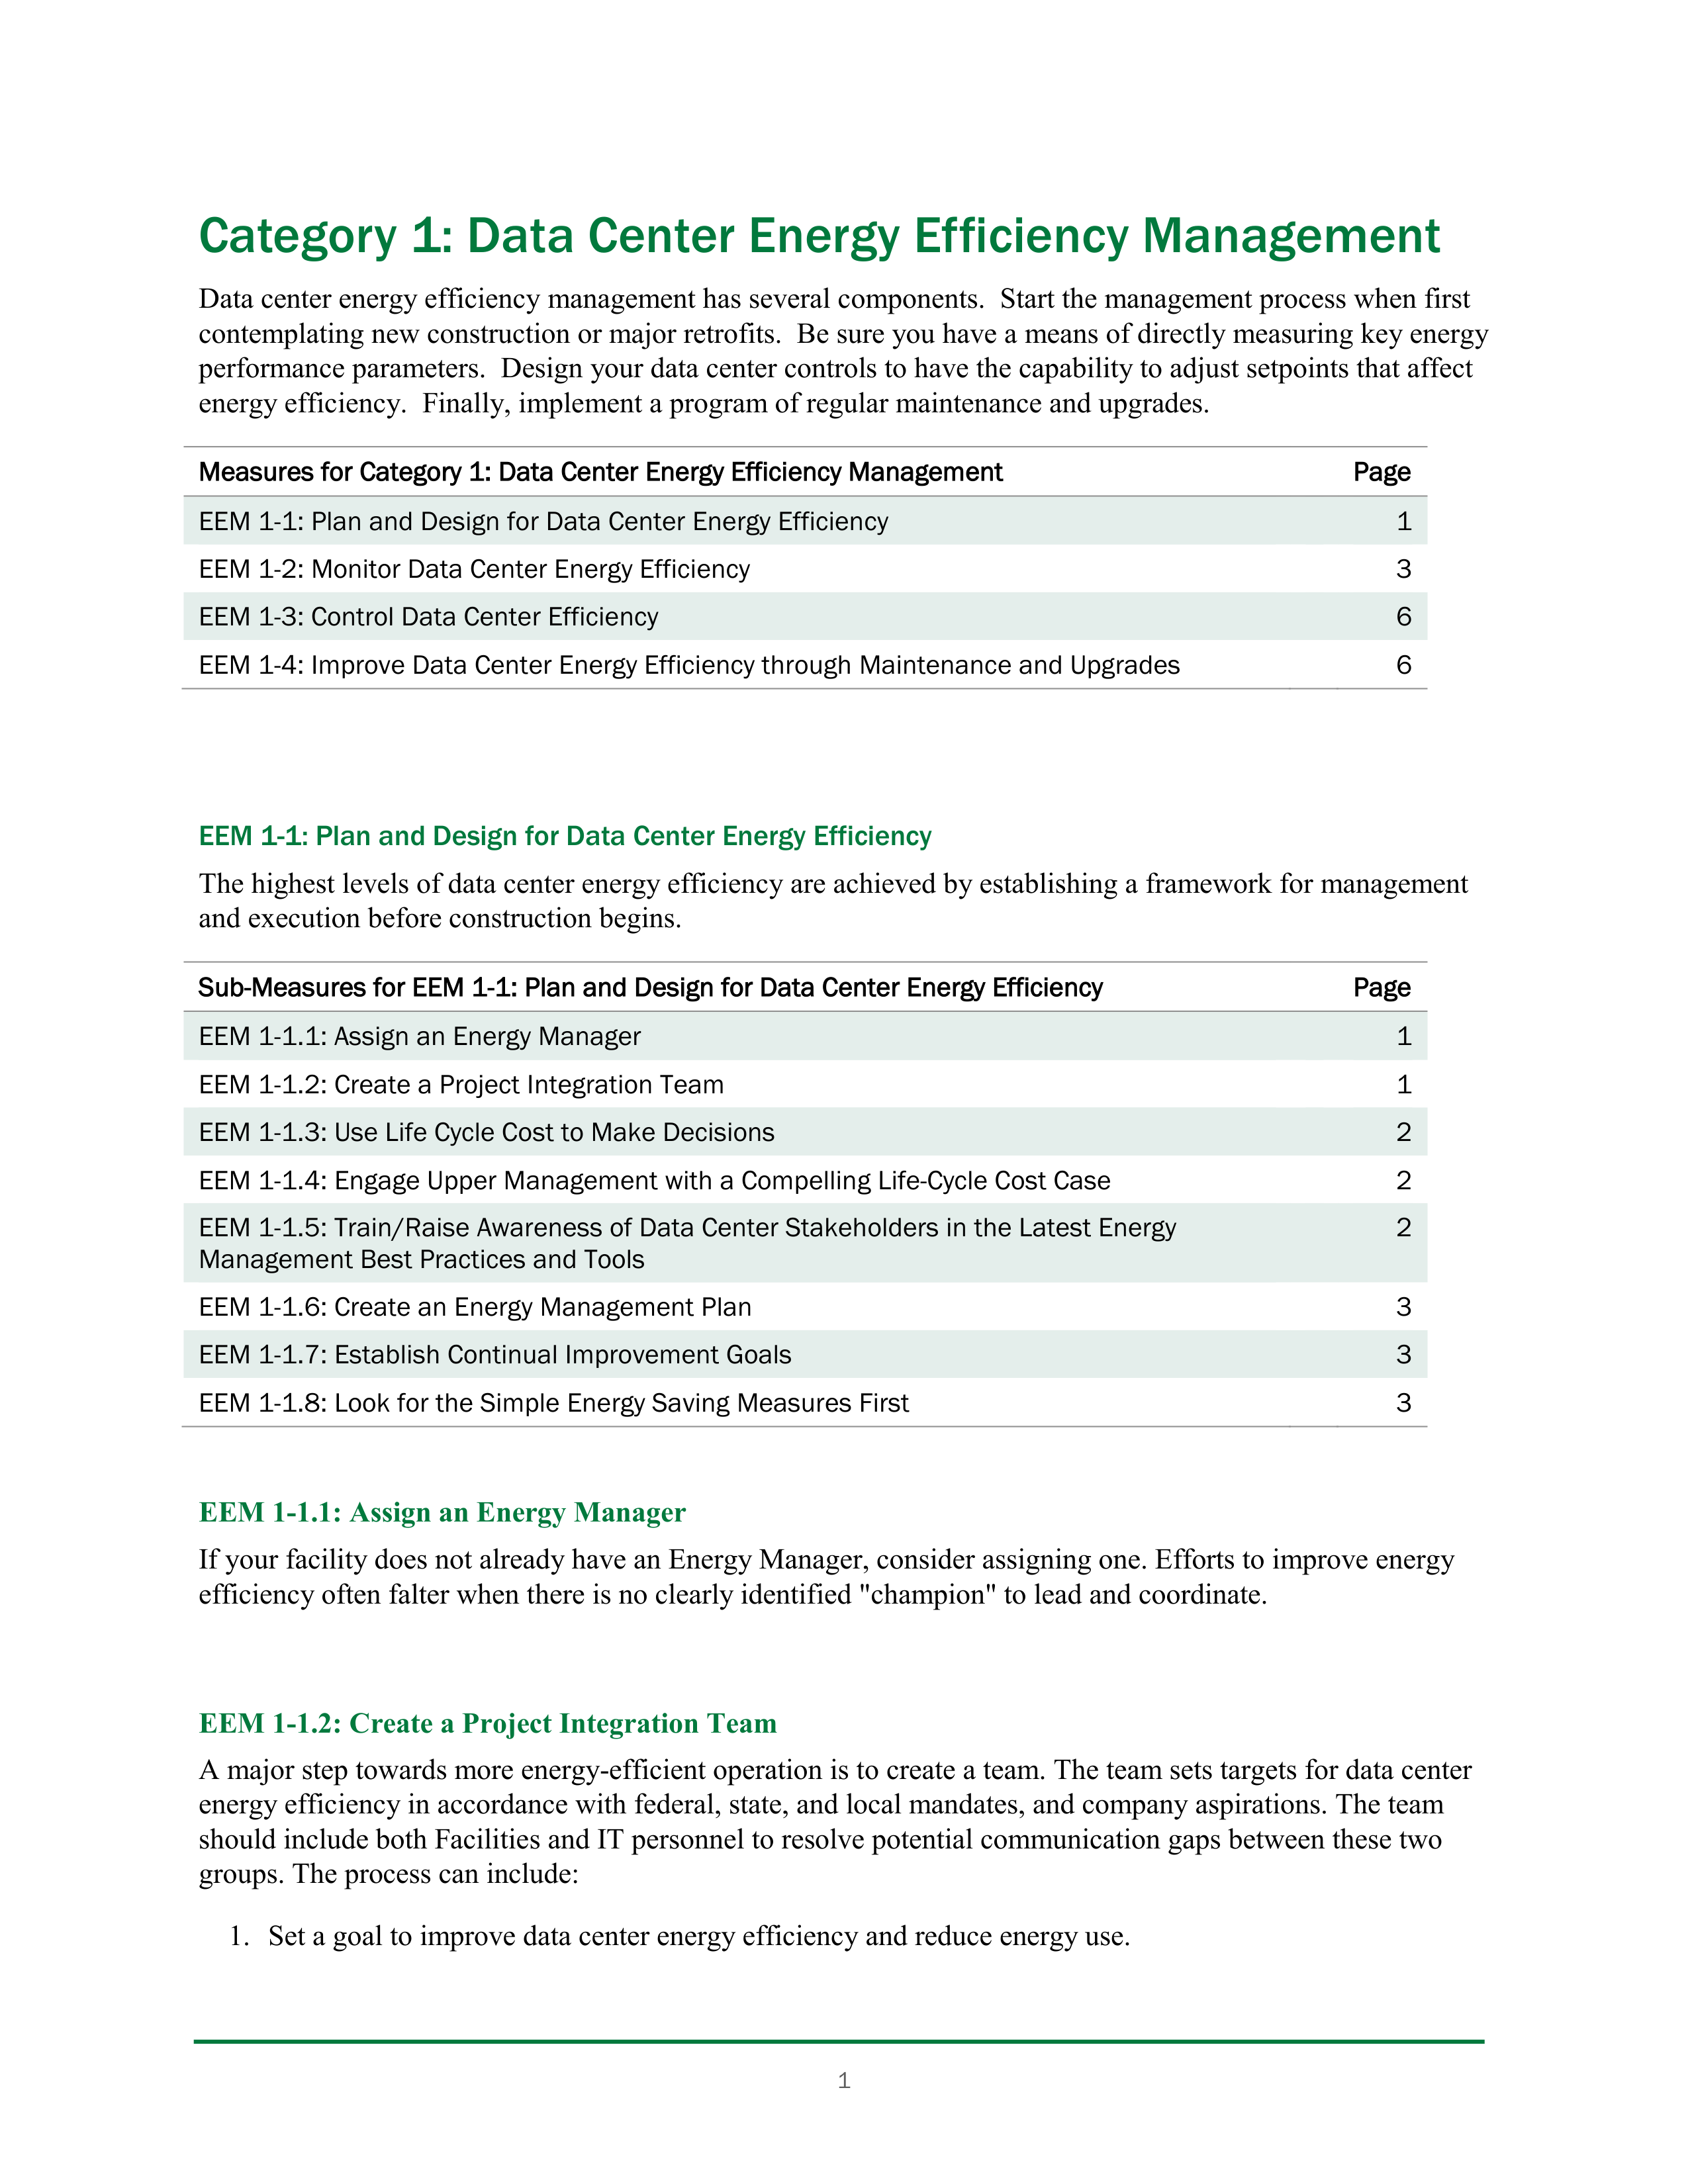 Category 1: Data Center Energy Efficiency Management
Data center energy efficiency management has several components.  Start the management process when first
contemplating new construction or major retrofits.  Be sure you have a means of directly measuring key energy
performance parameters.  Design your data center controls to have the capability to adjust setpoints that affect
energy efficiency.  Finally, implement a program of regular maintenance and upgrades.
Measures for Category 1: Data Center Energy Efficiency Management Page
EEM 1-1: Plan and Design for Data Center Energy Efficiency 1
EEM 1-2: Monitor Data Center Energy Efficiency 3
EEM 1-3: Control Data Center Efficiency 6
EEM 1-4: Improve Data Center Energy Efficiency through Maintenance and Upgrades 6
EEM 1-1: Plan and Design for Data Center Energy Efficiency
The highest levels of data center energy efficiency are achieved by establishing a framework for management
and execution before construction begins.
Sub-Measures for EEM 1-1: Plan and Design for Data Center Energy Efficiency Page
EEM 1-1.1: Assign an Energy Manager 1
EEM 1-1.2: Create a Project Integration Team 1
EEM 1-1.3: Use Life Cycle Cost to Make Decisions 2
EEM 1-1.4: Engage Upper Management with a Compelling Life-Cycle Cost Case 2
EEM 1-1.5: Train/Raise Awareness of Data Center Stakeholders in the Latest Energy 2
Management Best Practices and Tools
EEM 1-1.6: Create an Energy Management Plan 3
EEM 1-1.7: Establish Continual Improvement Goals 3
EEM 1-1.8: Look for the Simple Energy Saving Measures First 3
EEM 1-1.1: Assign an Energy Manager
If your facility does not already have an Energy Manager, consider assigning one. Efforts to improve energy
efficiency often falter when there is no clearly identified "champion" to lead and coordinate.
EEM 1-1.2: Create a Project Integration Team
A major step towards more energy-efficient operation is to create a team. The team sets targets for data center
energy efficiency in accordance with federal, state, and local mandates, and company aspirations. The team
should include both Facilities and IT personnel to resolve potential communication gaps between these two
groups. The process can include:
1. Set a goal to improve data center energy efficiency and reduce energy use.
1